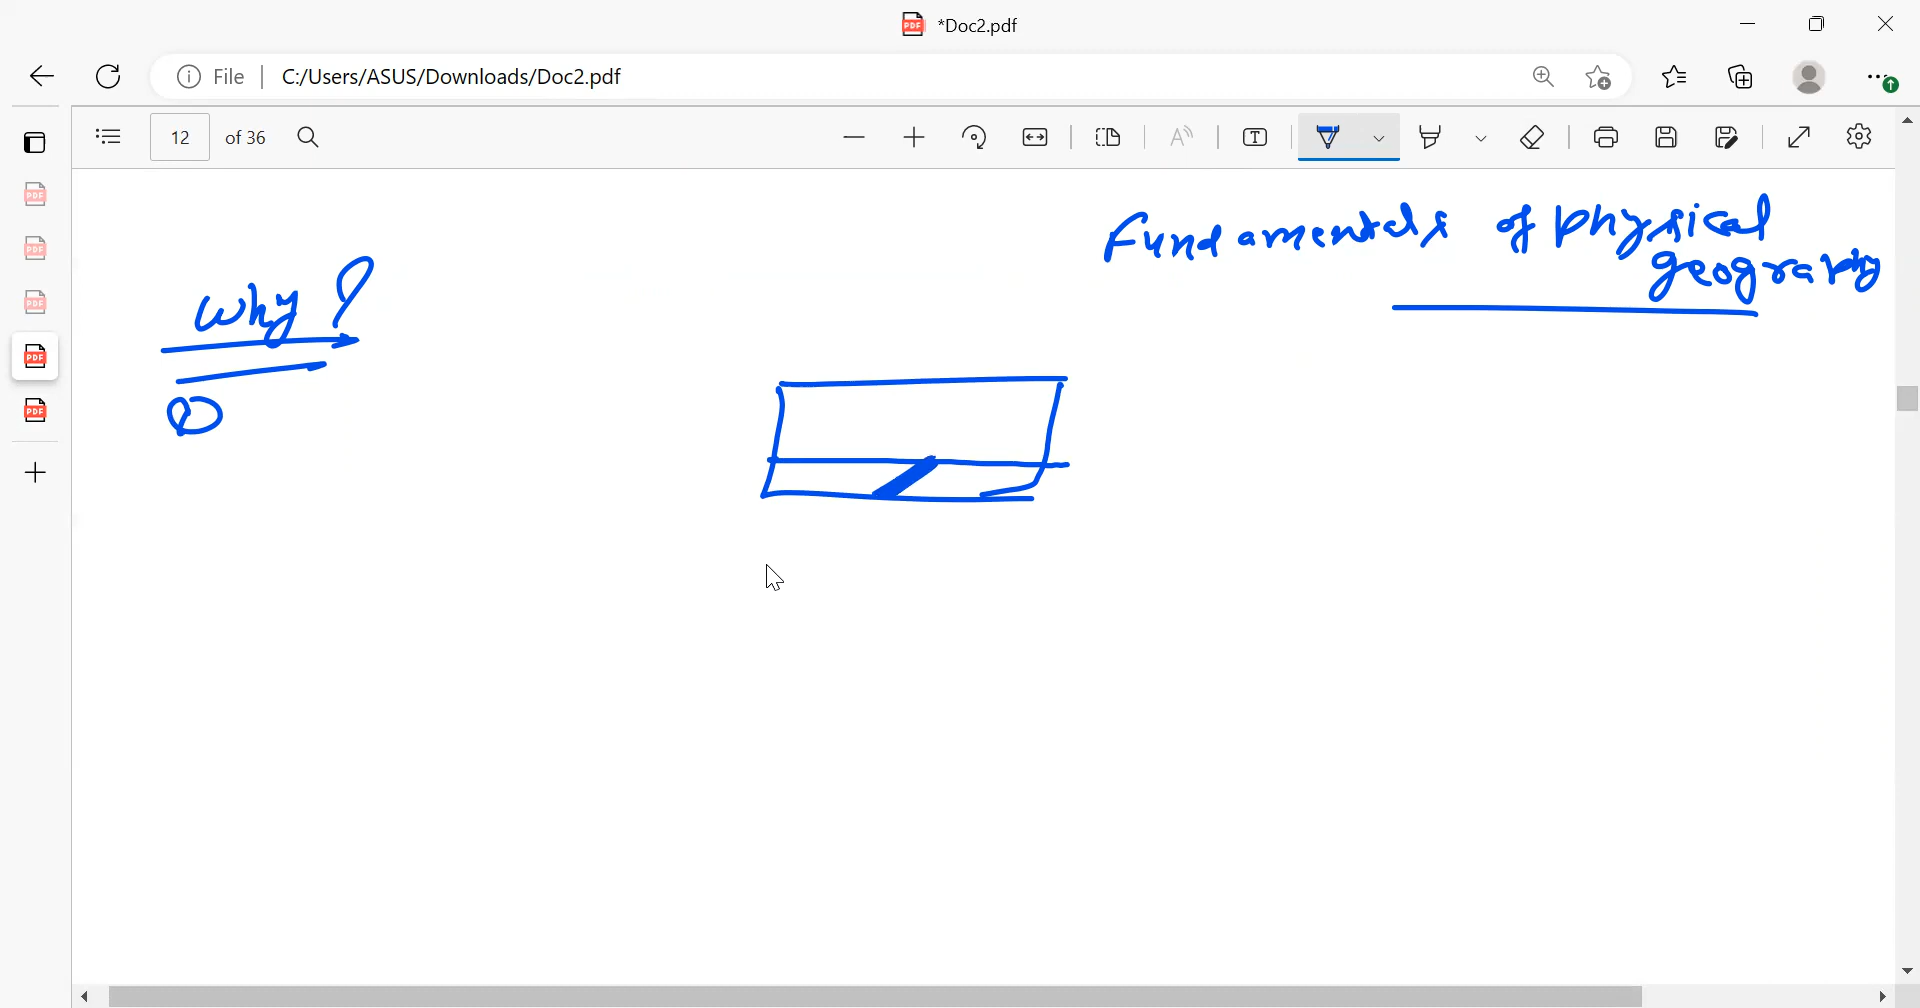 *Doc2.pdf
File C:/Users/ASUS/Downloads/Doc2.pdf
12 of 36
Fundamentals of physical
geography
why ?